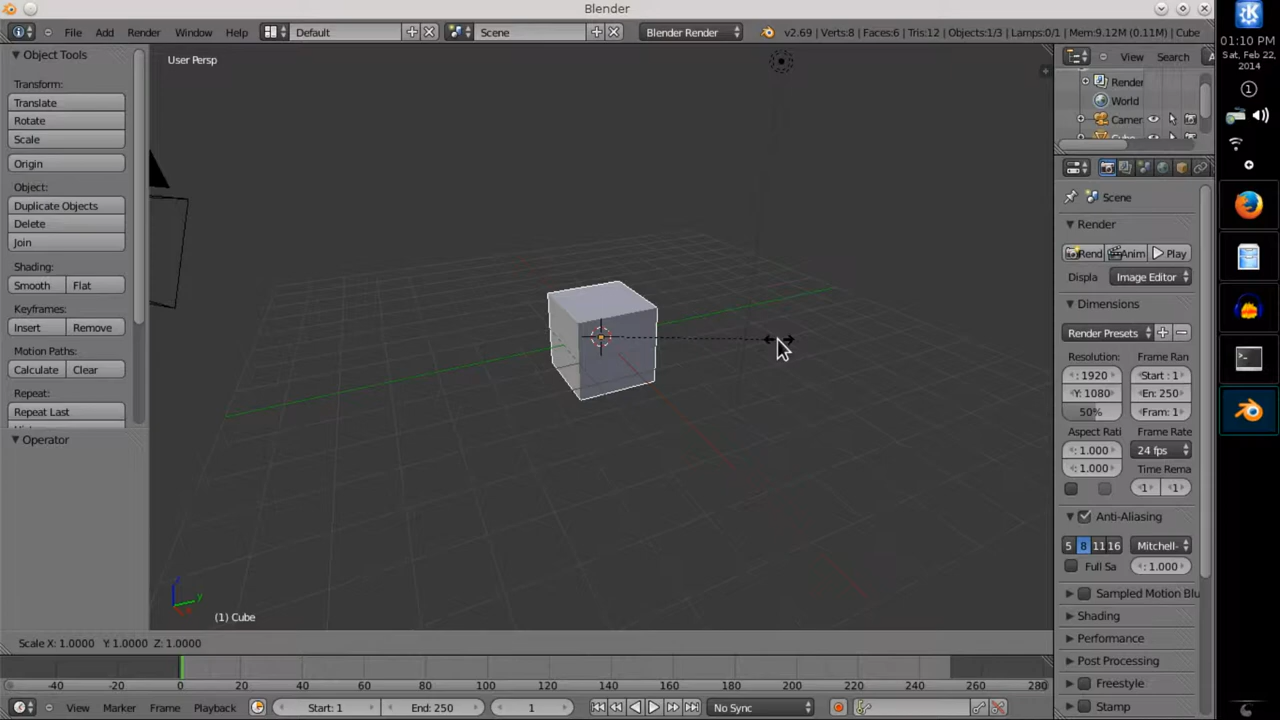 Blender
File Add Render Window Help Default Scene Blender Render v2.69 | Verts:8 | Faces:6 | Tris:12 | Objects:1/3 | Lamps:0/1 | Mem:9.12M (0.11M) | Cube
Object Tools
Transform:
Translate
Rotate
Scale
Origin
Object:
Duplicate Objects
Delete
Join
Shading:
Smooth Flat
Keyframes:
Insert Remove
Motion Paths:
Calculate Clear
Repeat:
Repeat Last
Operator
User Persp
(1) Cube
Scale X: 1.0000 Y: 1.0000 Z: 1.0000
-40 -20 0 20 40 60 80 100 120 140 160 180 200 220 240 260 280
View Marker Frame Playback Start: 1 End: 250 1 No Sync
View Search
Render
World
Camer
Scene
Render
Rend Anim Play
Displa Image Editor
Dimensions
Render Presets
Resolution: Frame Ran
: 1920 Start : 1
Y: 1080 En: 250
50% Fram: 1
Aspect Rati Frame Rate
: 1.000 24 fps
: 1.000 Time Rema
1 1
Anti-Aliasing
5 8 11 16 Mitchell-
Full Sa : 1.000
Sampled Motion Blu
Shading
Performance
Post Processing
Freestyle
Stamp
01:10 PM
Sat, Feb 22,
2014
1